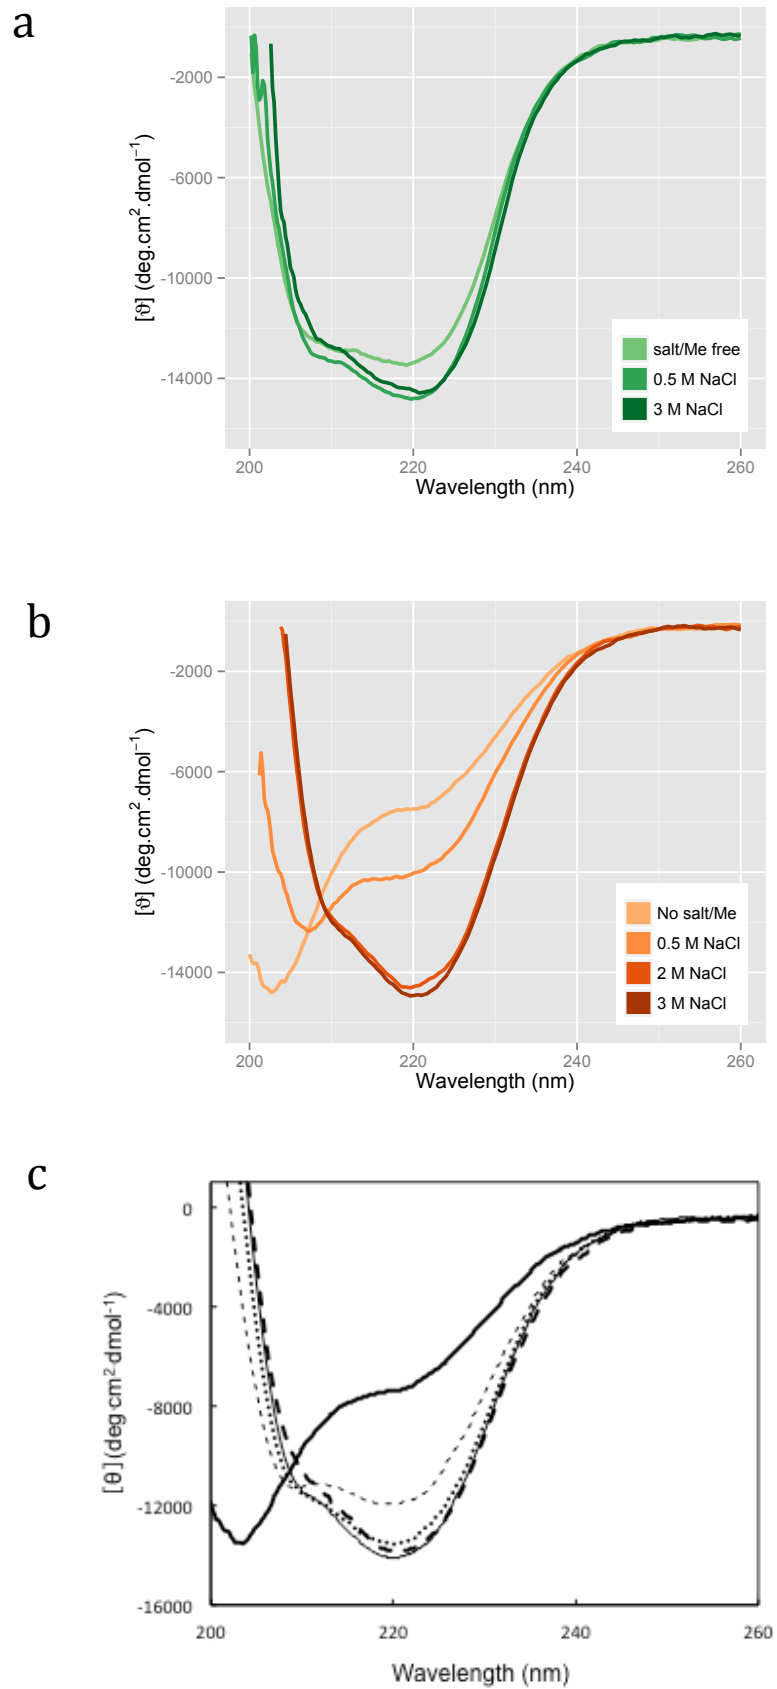 a
-2000
-6000
-10000
-14000
[ϑ] (deg.cm².dmol⁻¹)
salt/Me free
0.5 M NaCl
3 M NaCl
200
220
240
260
Wavelength (nm)
b
-2000
-6000
-10000
-14000
[ϑ] (deg.cm².dmol⁻¹)
No salt/Me
0.5 M NaCl
2 M NaCl
3 M NaCl
200
220
240
260
Wavelength (nm)
c
0
-4000
-8000
-12000
-16000
[θ] (deg·cm²·dmol⁻¹)
200
220
240
260
Wavelength (nm)